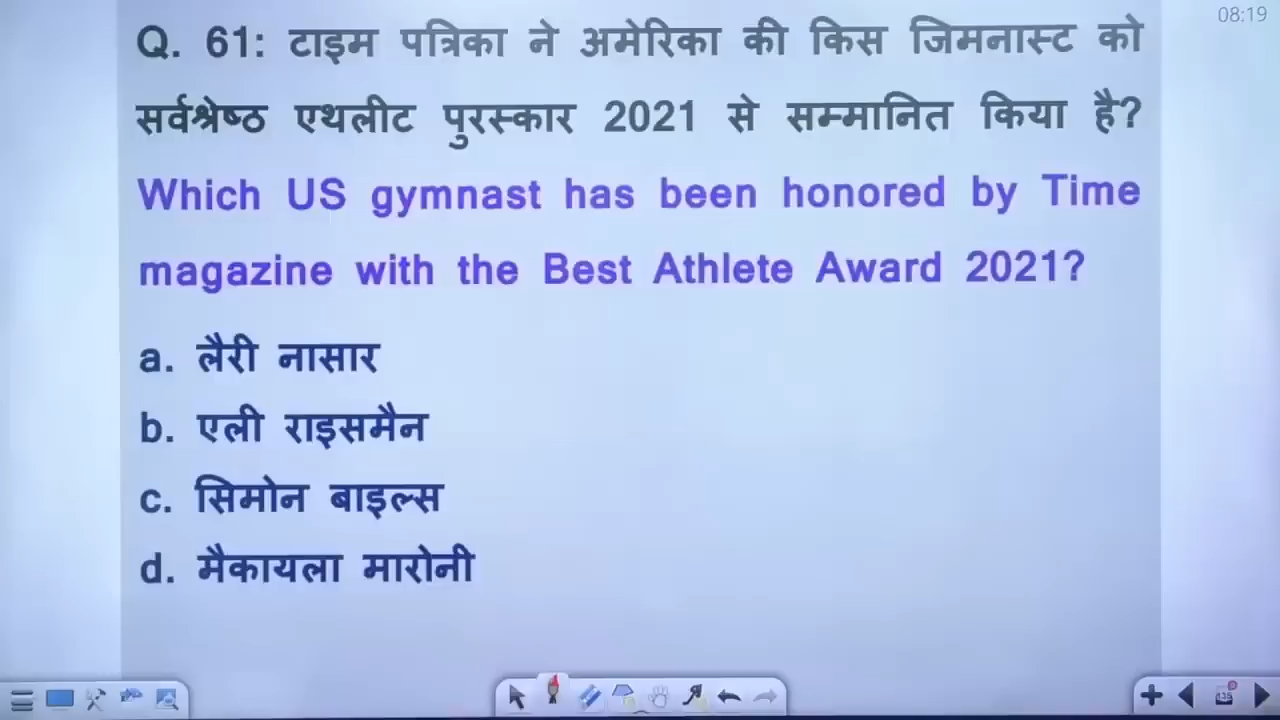 08:19
Q. 61: टाइम पत्रिका ने अमेरिका की किस जिमनास्ट को
सर्वश्रेष्ठ एथलीट पुरस्कार 2021 से सम्मानित किया है?
Which US gymnast has been honored by Time
magazine with the Best Athlete Award 2021?
a. लैरी नासार
b. एली राइसमैन
c. सिमोन बाइल्स
d. मैकायला मारोनी